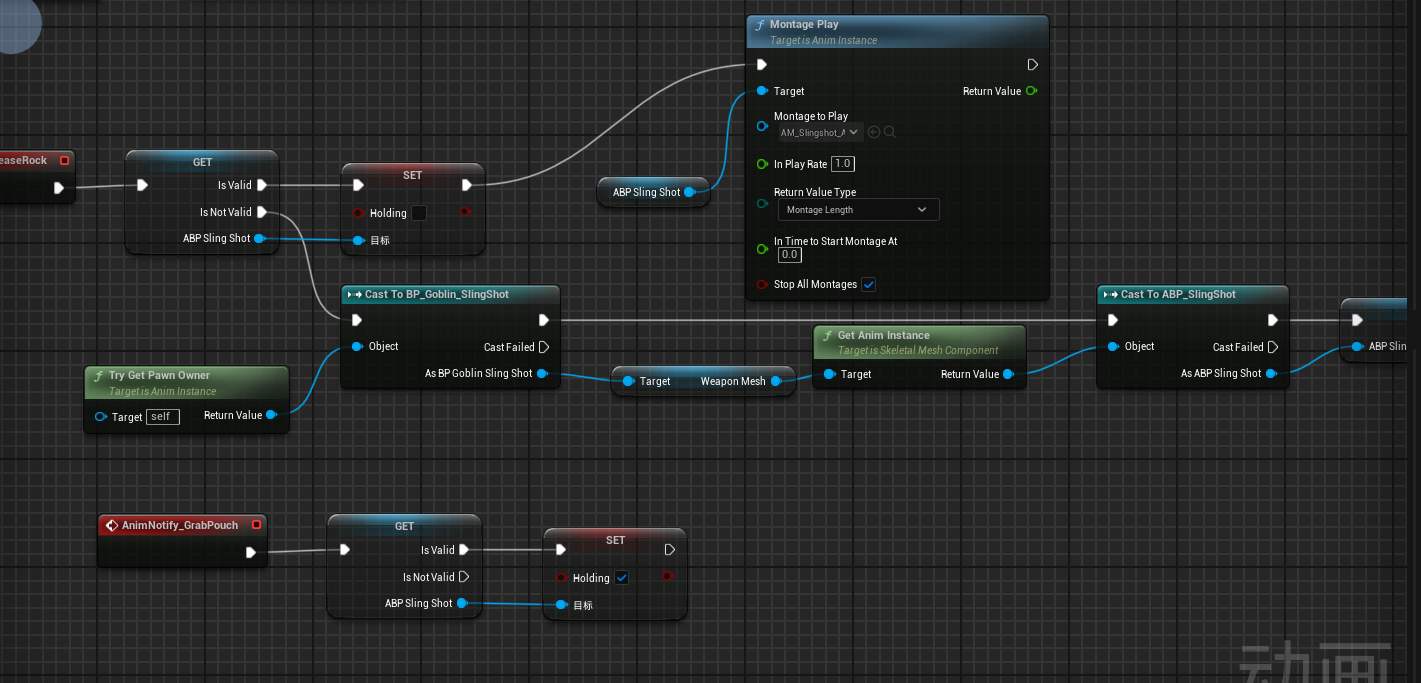 easeRock
GET
Is Valid
Is Not Valid
ABP Sling Shot
SET
Holding
目标
ABP Sling Shot
Montage Play
Target is Anim Instance
Target
Return Value
Montage to Play
AM_Slingshot_A
In Play Rate 1.0
Return Value Type
Montage Length
In Time to Start Montage At
0.0
Stop All Montages
Cast To BP_Goblin_SlingShot
Object
Cast Failed
As BP Goblin Sling Shot
Try Get Pawn Owner
Target is Anim Instance
Target self
Return Value
Target
Weapon Mesh
Get Anim Instance
Target is Skeletal Mesh Component
Target
Return Value
Cast To ABP_SlingShot
Object
Cast Failed
As ABP Sling Shot
ABP Slin
AnimNotify_GrabPouch
GET
Is Valid
Is Not Valid
ABP Sling Shot
SET
Holding
目标
动画